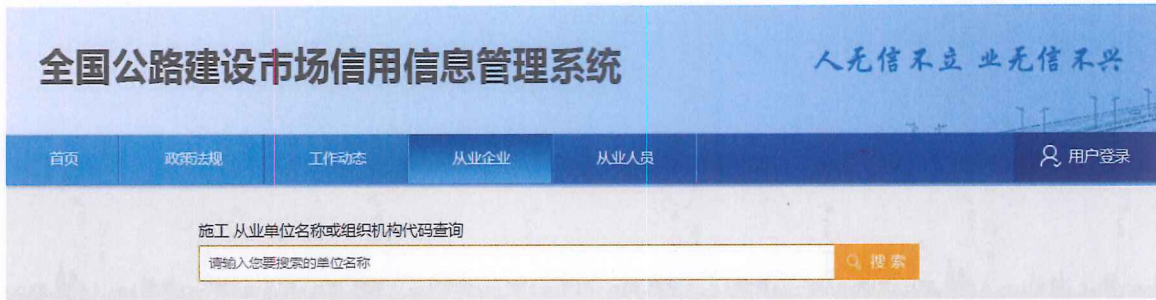 全国公路建设市场信用信息管理系统
人无信不立 业无信不兴
首页 政策法规 工作动态 从业企业 从业人员 用户登录
施工 从业单位名称或组织机构代码查询
请输入您要搜索的单位名称 搜索